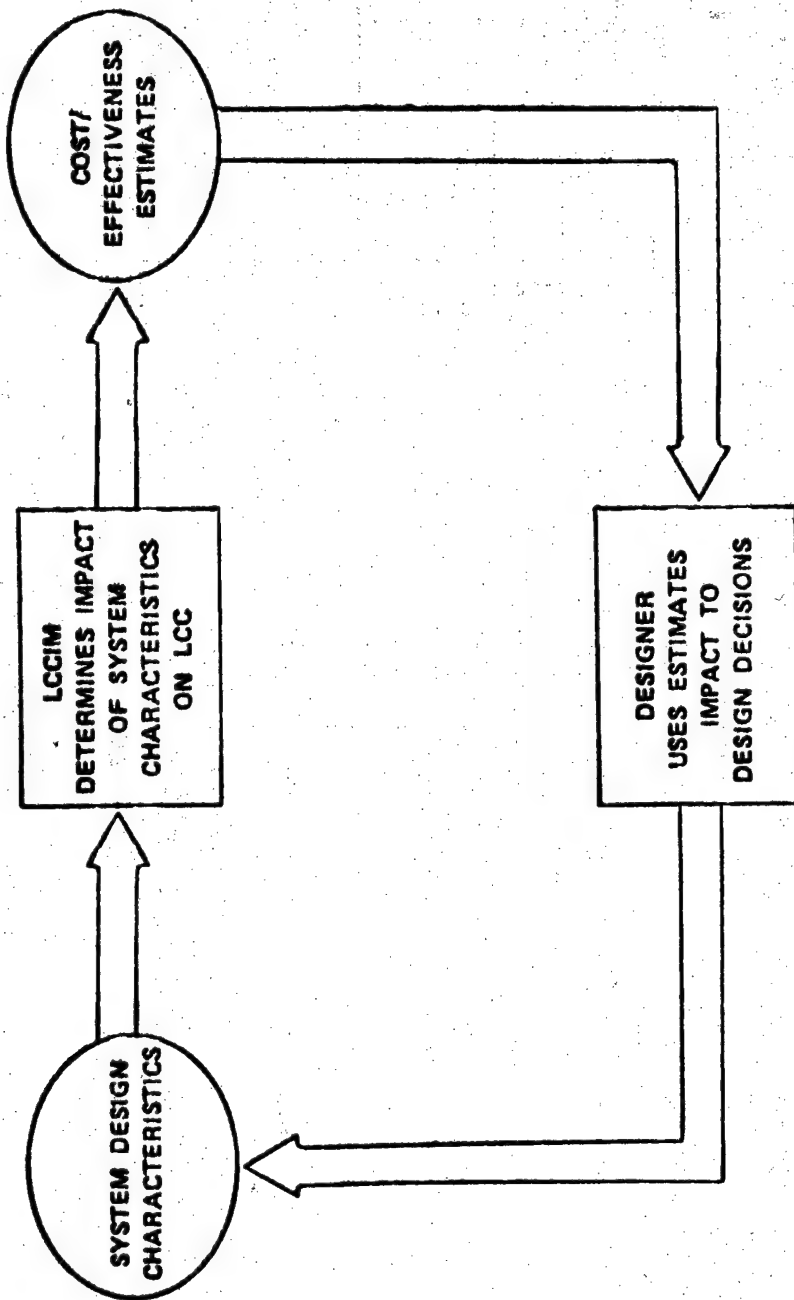 SYSTEM DESIGN
CHARACTERISTICS
LCCIM
DETERMINES IMPACT
OF SYSTEM
CHARACTERISTICS
ON LCC
COST/
EFFECTIVENESS
ESTIMATES
DESIGNER
USES ESTIMATES
IMPACT TO
DESIGN DECISIONS